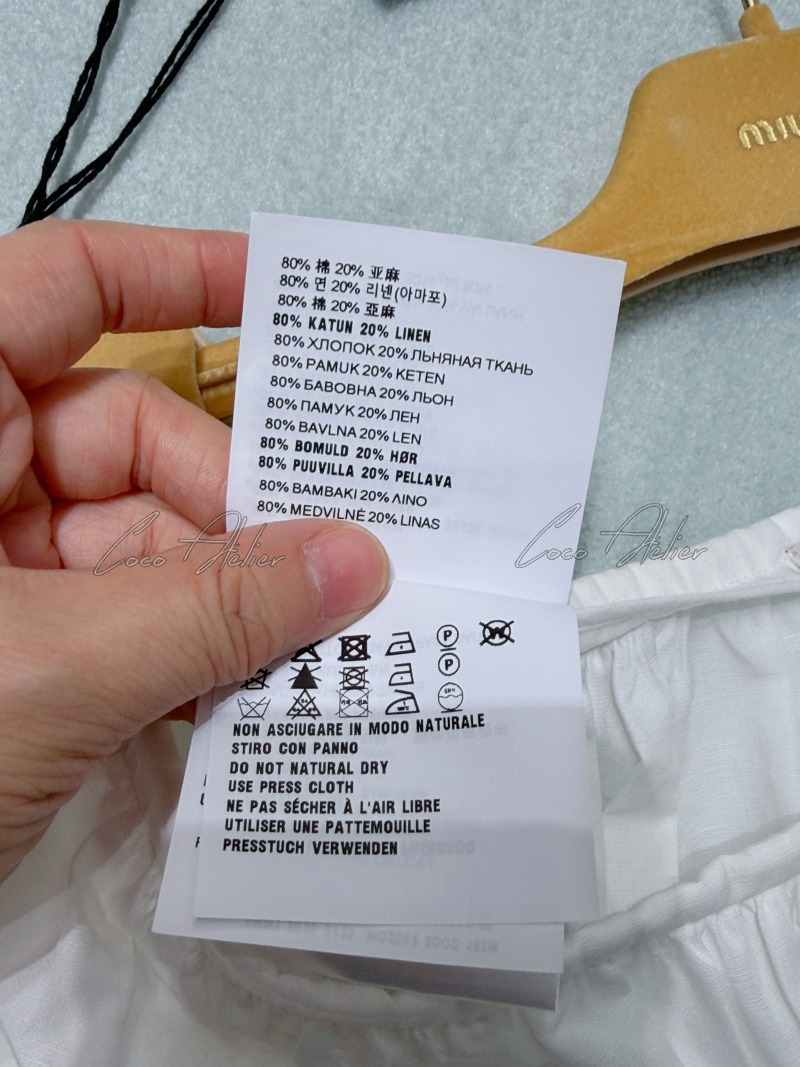 MIU
80% 棉 20% 亚麻
80% 면 20% 리넨(아마포)
80% 棉 20% 亞麻
80% KATUN 20% LINEN
80% ХЛОПОК 20% ЛЬНЯНАЯ ТКАНЬ
80% PAMUK 20% KETEN
80% БАВОВНА 20% ЛЬОН
80% ПАМУК 20% ЛЕН
80% BAVLNA 20% LEN
80% BOMULD 20% HØR
80% PUUVILLA 20% PELLAVA
80% BAMBAKI 20% ΛΙΝΟ
80% MEDVILNĖ 20% LINAS
Coco Atelier Coco Atelier
P W
P
NON ASCIUGARE IN MODO NATURALE
STIRO CON PANNO
DO NOT NATURAL DRY
USE PRESS CLOTH
NE PAS SÉCHER À L'AIR LIBRE
UTILISER UNE PATTEMOUILLE
PRESSTUCH VERWENDEN